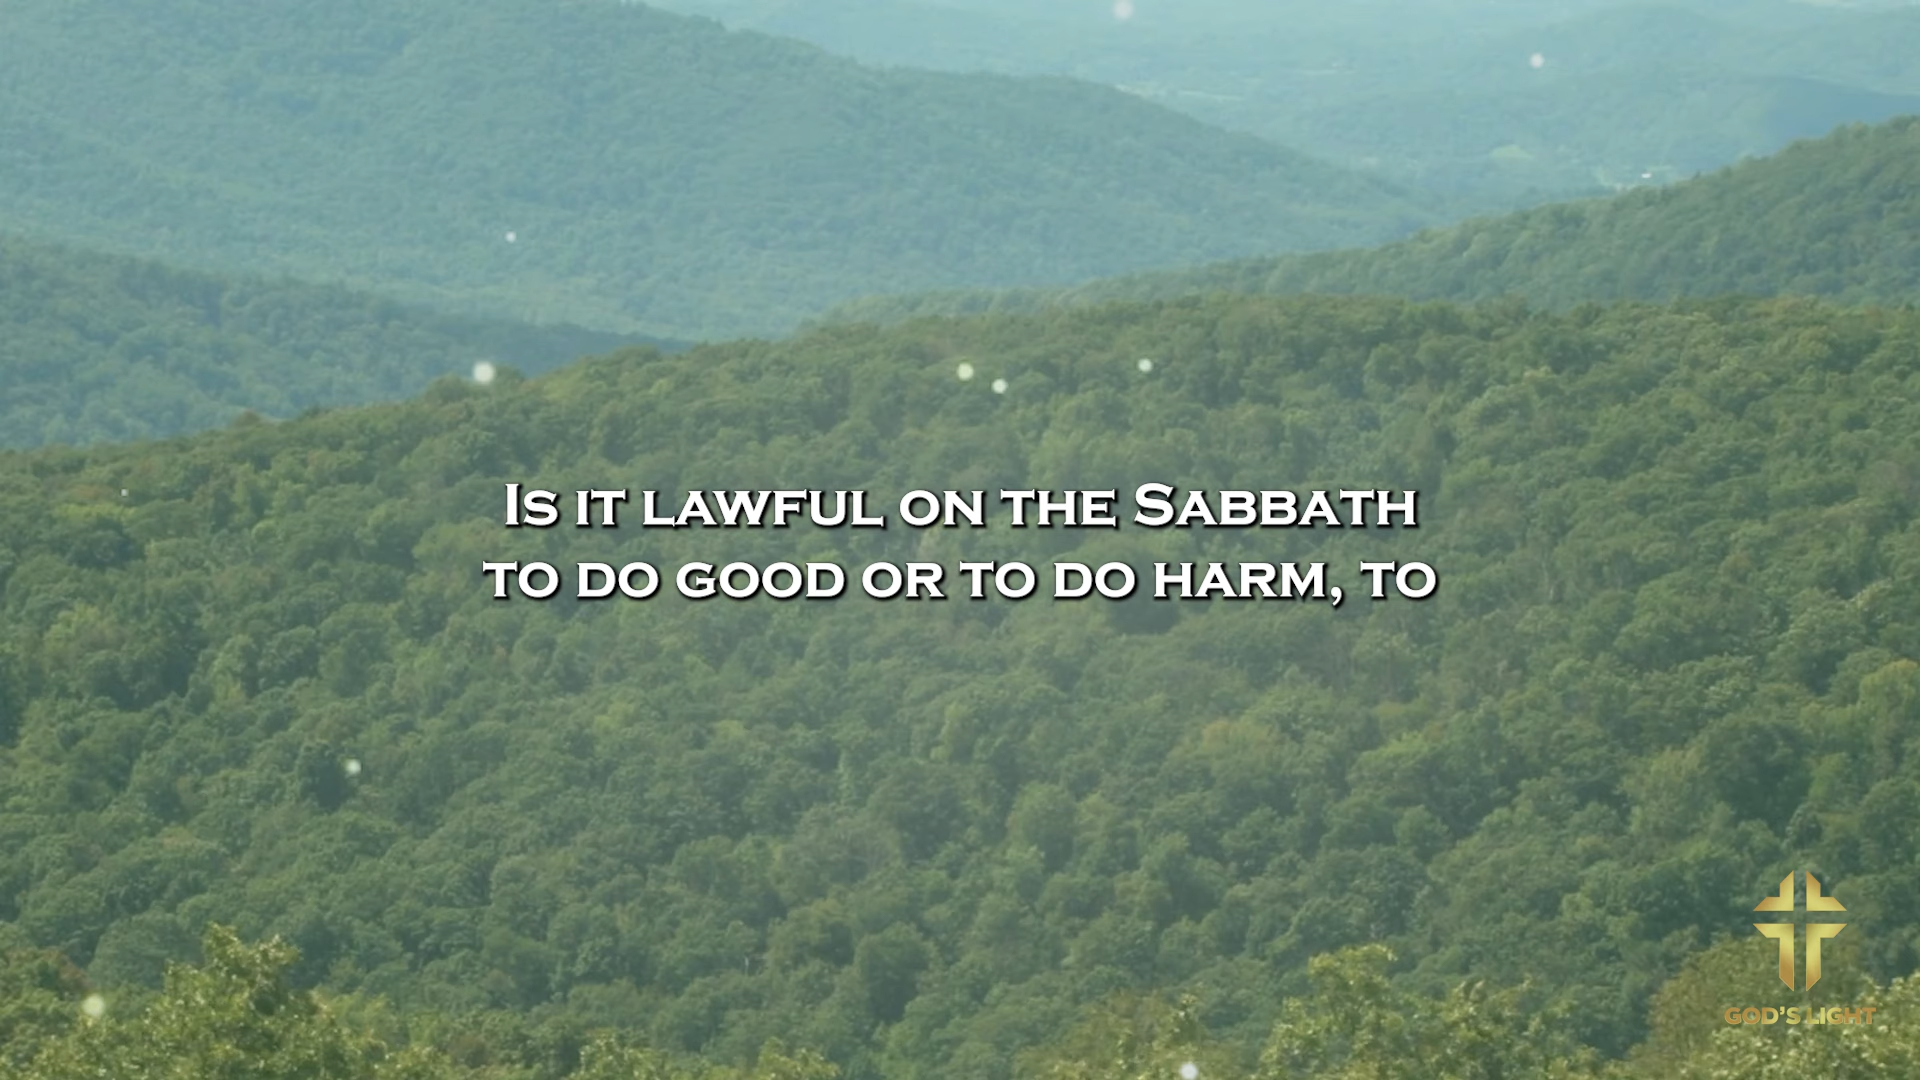 Is it lawful on the Sabbath
to do good or to do harm, to
GOD'S LIGHT